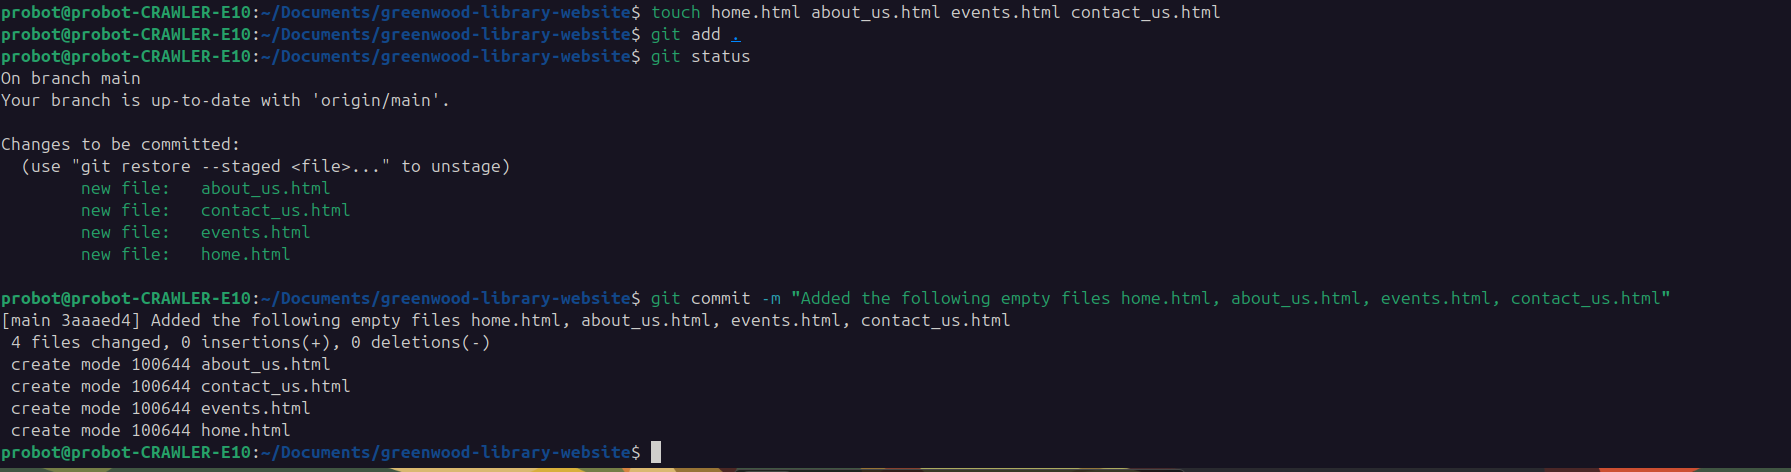 probot@probot-CRAWLER-E10:~/Documents/greenwood-library-website$ touch home.html about_us.html events.html contact_us.html
probot@probot-CRAWLER-E10:~/Documents/greenwood-library-website$ git add .
probot@probot-CRAWLER-E10:~/Documents/greenwood-library-website$ git status
On branch main
Your branch is up-to-date with 'origin/main'.

Changes to be committed:
  (use "git restore --staged <file>..." to unstage)
        new file:   about_us.html
        new file:   contact_us.html
        new file:   events.html
        new file:   home.html

probot@probot-CRAWLER-E10:~/Documents/greenwood-library-website$ git commit -m "Added the following empty files home.html, about_us.html, events.html, contact_us.html"
[main 3aaaed4] Added the following empty files home.html, about_us.html, events.html, contact_us.html
 4 files changed, 0 insertions(+), 0 deletions(-)
 create mode 100644 about_us.html
 create mode 100644 contact_us.html
 create mode 100644 events.html
 create mode 100644 home.html
probot@probot-CRAWLER-E10:~/Documents/greenwood-library-website$